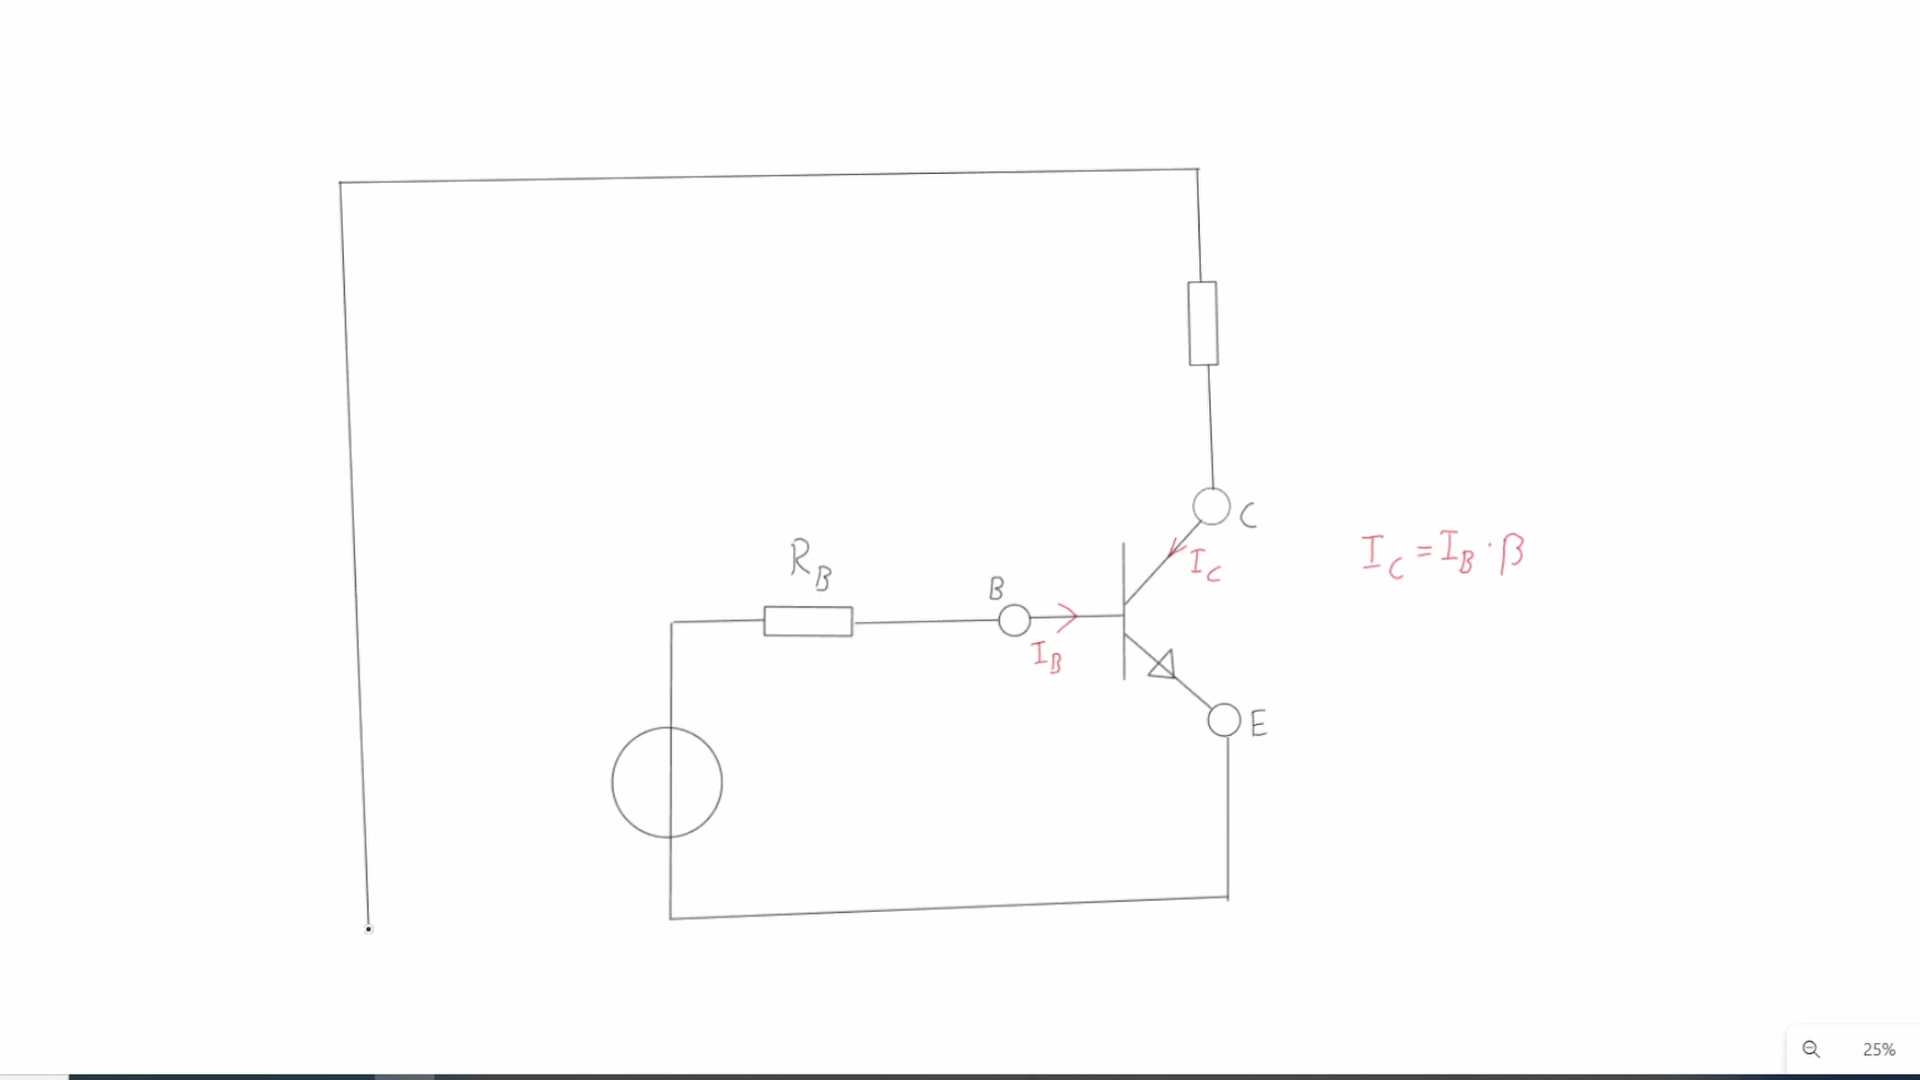 C
I_C
I_C = I_B · β
R_B
B
I_B
E
25%